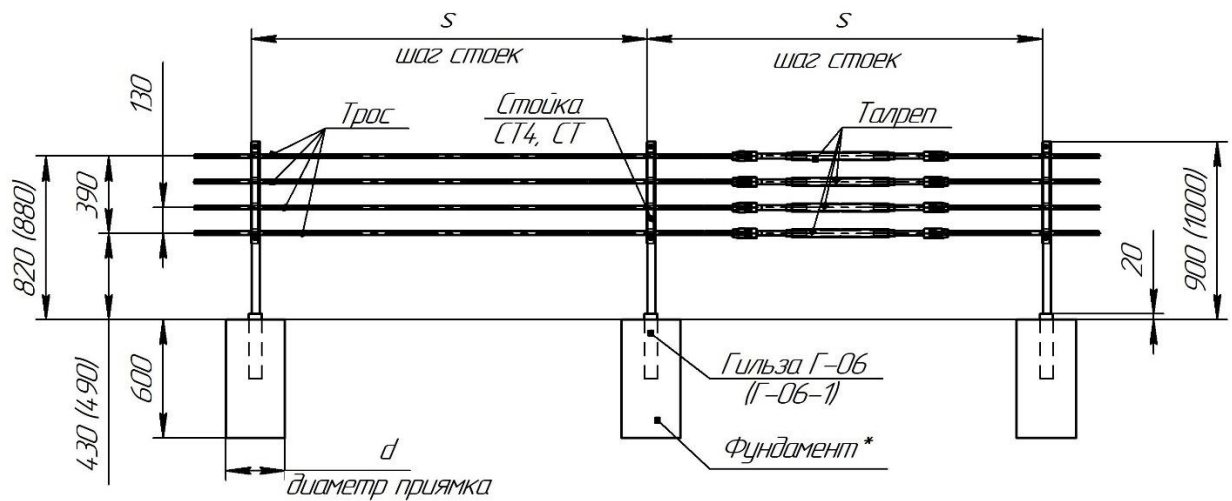 S
S
шаг стоек
шаг стоек
130
Трос
Стойка
СТ4, СТ
Талреп
820 (880)
390
20
900 (1000)
430 (490)
600
Гильза Г-06
(Г-06-1)
Фундамент*
d
диаметр приямка